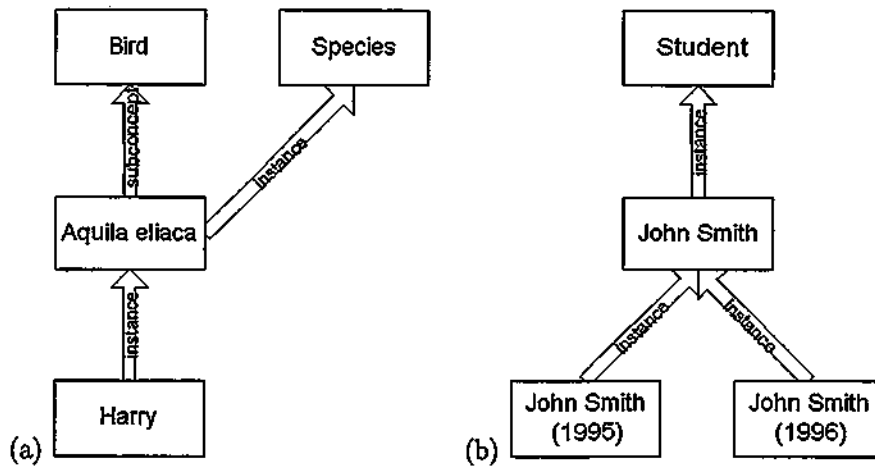 Bird
Species
subconcept
instance
Aquila eliaca
instance
Harry
(a)
Student
instance
John Smith
instance
instance
John Smith
(1995)
John Smith
(1996)
(b)